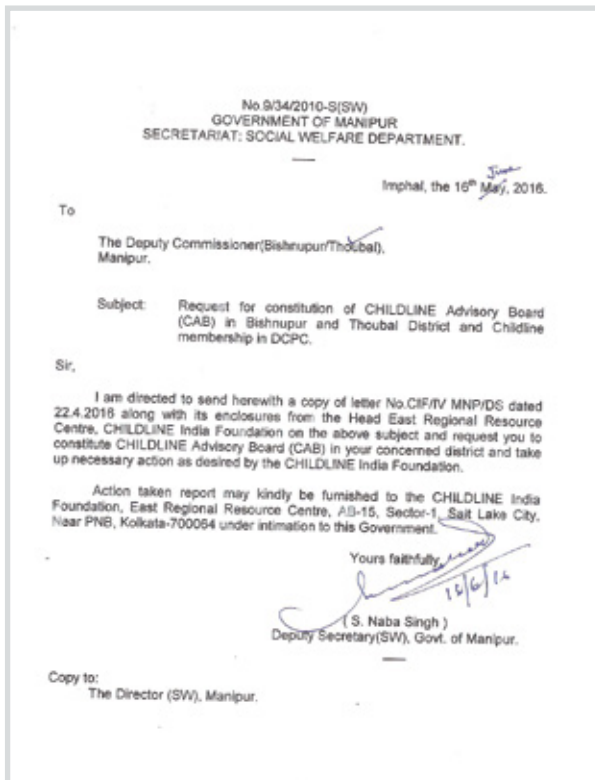 No.9/34/2010-S(SW)
GOVERNMENT OF MANIPUR
SECRETARIAT: SOCIAL WELFARE DEPARTMENT.
June
Imphal, the 16th May, 2016.
To
The Deputy Commissioner(Bishnupur/Thoubal),
Manipur.
Subject: Request for constitution of CHILDLINE Advisory Board
(CAB) in Bishnupur and Thoubal District and Childline
membership in DCPC.
Sir,
I am directed to send herewith a copy of letter No.CIF/IV MNP/DS dated
22.4.2016 along with its enclosures from the Head East Regional Resource
Centre, CHILDLINE India Foundation on the above subject and request you to
constitute CHILDLINE Advisory Board (CAB) in your concerned district and take
up necessary action as desired by the CHILDLINE India Foundation.
Action taken report may kindly be furnished to the CHILDLINE India
Foundation, East Regional Resource Centre, AB-15, Sector-1, Salt Lake City,
Near PNB, Kolkata-700064 under intimation to this Government.
Yours faithfully,
16/6/16
( S. Naba Singh )
Deputy Secretary(SW), Govt. of Manipur.
Copy to:
The Director (SW), Manipur.